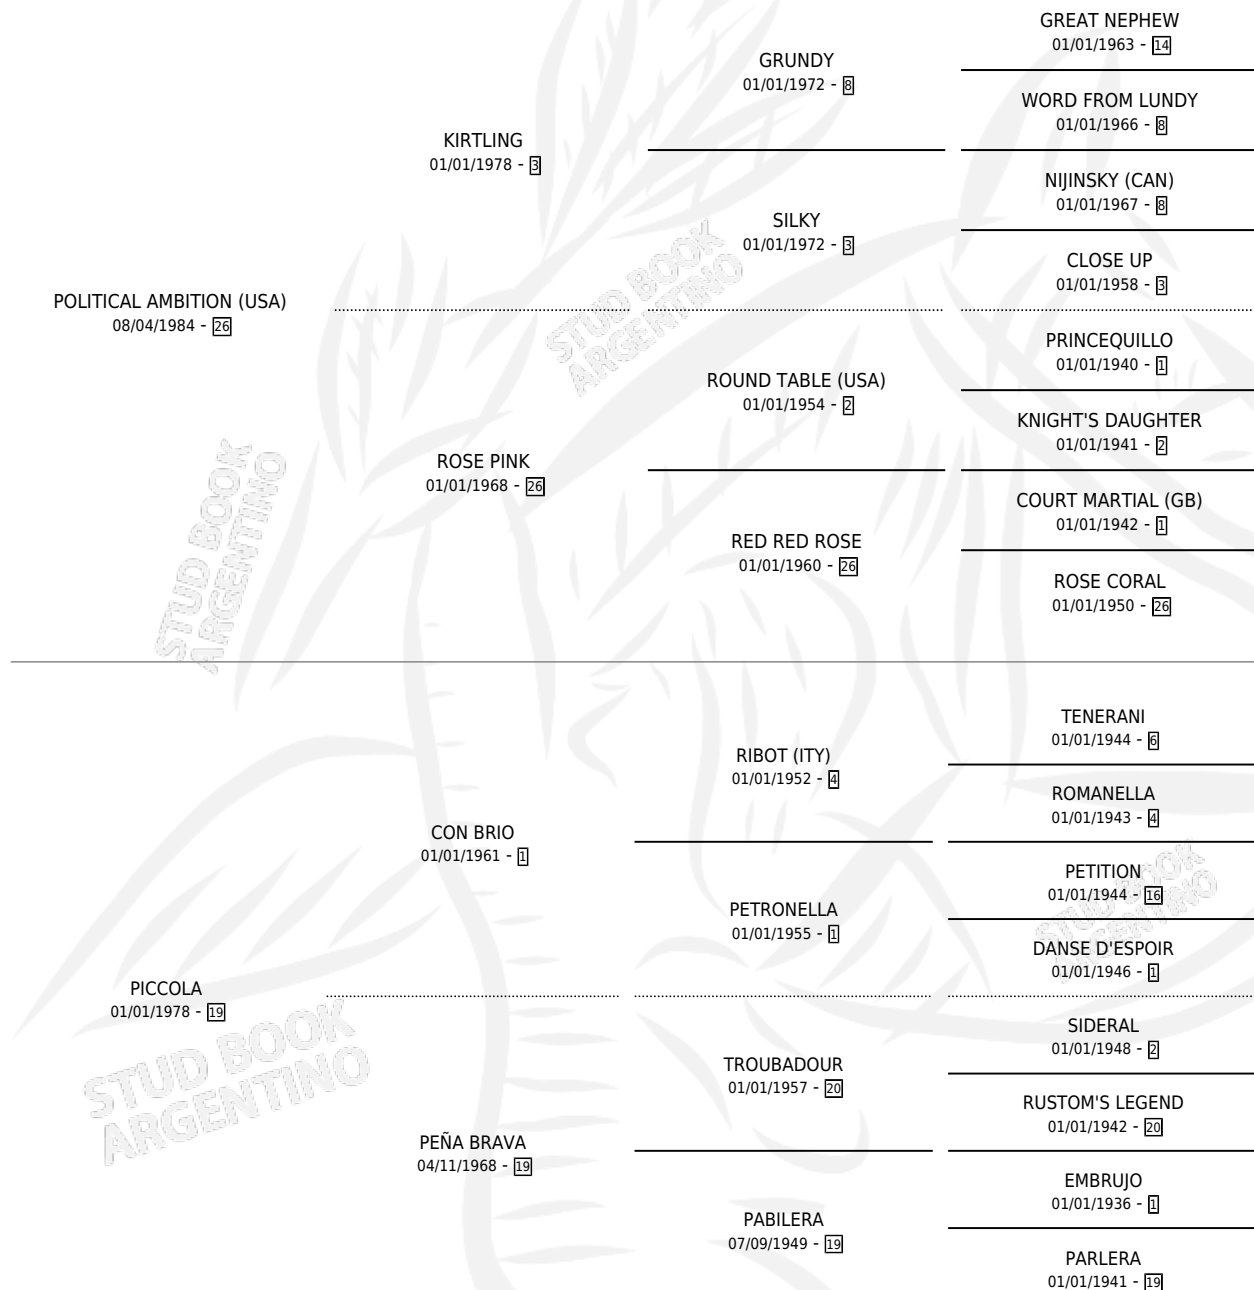 GREAT NEPHEW
01/01/1963 - 14
GRUNDY
01/01/1972 - 8
WORD FROM LUNDY
01/01/1966 - 8
KIRTLING
01/01/1978 - 3
NIJINSKY (CAN)
01/01/1967 - 8
SILKY
01/01/1972 - 3
CLOSE UP
01/01/1958 - 3
POLITICAL AMBITION (USA)
08/04/1984 - 26
PRINCEQUILLO
01/01/1940 - 1
ROUND TABLE (USA)
01/01/1954 - 2
KNIGHT'S DAUGHTER
01/01/1941 - 2
ROSE PINK
01/01/1968 - 26
COURT MARTIAL (GB)
01/01/1942 - 1
RED RED ROSE
01/01/1960 - 26
ROSE CORAL
01/01/1950 - 26
TENERANI
01/01/1944 - 6
RIBOT (ITY)
01/01/1952 - 4
ROMANELLA
01/01/1943 - 4
CON BRIO
01/01/1961 - 1
PETITION
01/01/1944 - 16
PETRONELLA
01/01/1955 - 1
DANSE D'ESPOIR
01/01/1946 - 1
PICCOLA
01/01/1978 - 19
SIDERAL
01/01/1948 - 2
TROUBADOUR
01/01/1957 - 20
RUSTOM'S LEGEND
01/01/1942 - 20
PEÑA BRAVA
04/11/1968 - 19
EMBRUJO
01/01/1936 - 1
PABILERA
07/09/1949 - 19
PARLERA
01/01/1941 - 19
STUD BOOK
ARGENTINO
STUD BOOK
ARGENTINO
STUD BOOK
ARGENTINO
STUD BOOK
ARGENTINO